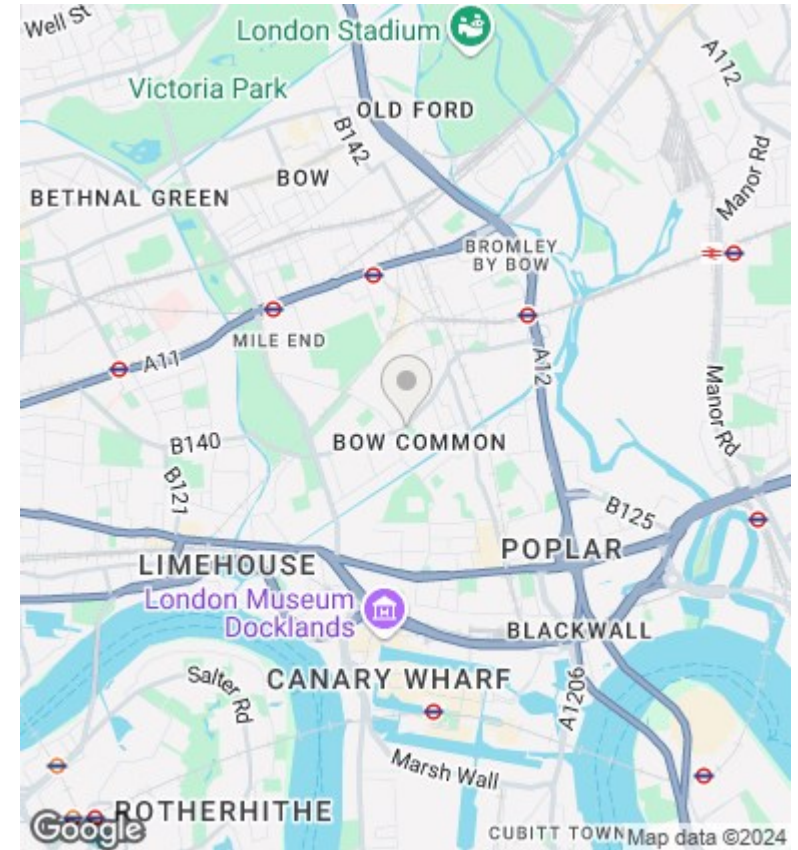 Well St
London Stadium
A112
Victoria Park
OLD FORD
B142
BOW
Manor Rd
BETHNAL GREEN
BROMLEY
BY BOW
MILE END
A11
A12
Manor Rd
B140
BOW COMMON
B121
B125
POPLAR
LIMEHOUSE
London Museum
Docklands
BLACKWALL
CANARY WHARF
Salter Rd
A1206
Marsh Wall
ROTHERHITHE
Google
CUBITT TOWN
Map data ©2024